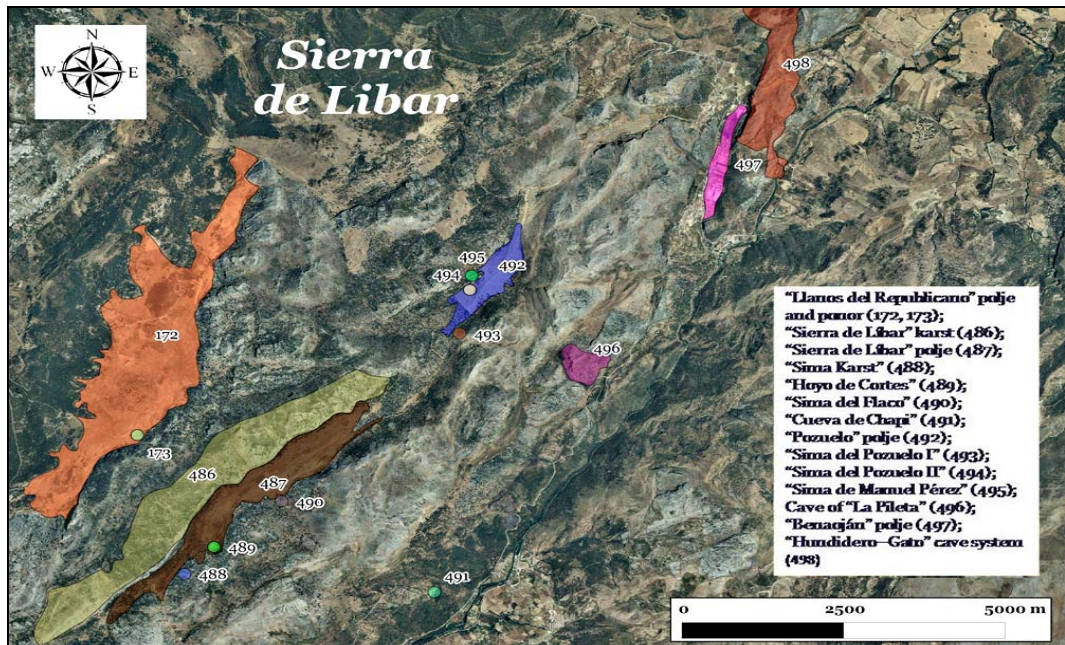 N
W E
S
Sierra
de Libar
498
497
495
494
492
172
493
496
173
486
487
490
489
488
491
"Llanos del Republicano" polje
and ponor (172, 173);
"Sierra de Líbar" karst (486);
"Sierra de Líbar" polje (487);
"Sima Karst" (488);
"Hoyo de Cortes" (489);
"Sima del Flaco" (490);
"Cueva de Chapi" (491);
"Pozuelo" polje (492);
"Sima del Pozuelo I" (493);
"Sima del Pozuelo II" (494);
"Sima de Manuel Pérez" (495);
Cave of "La Pileta" (496);
"Benaoján" polje (497);
"Hundidero—Gato" cave system
(498)
0 2500 5000 m